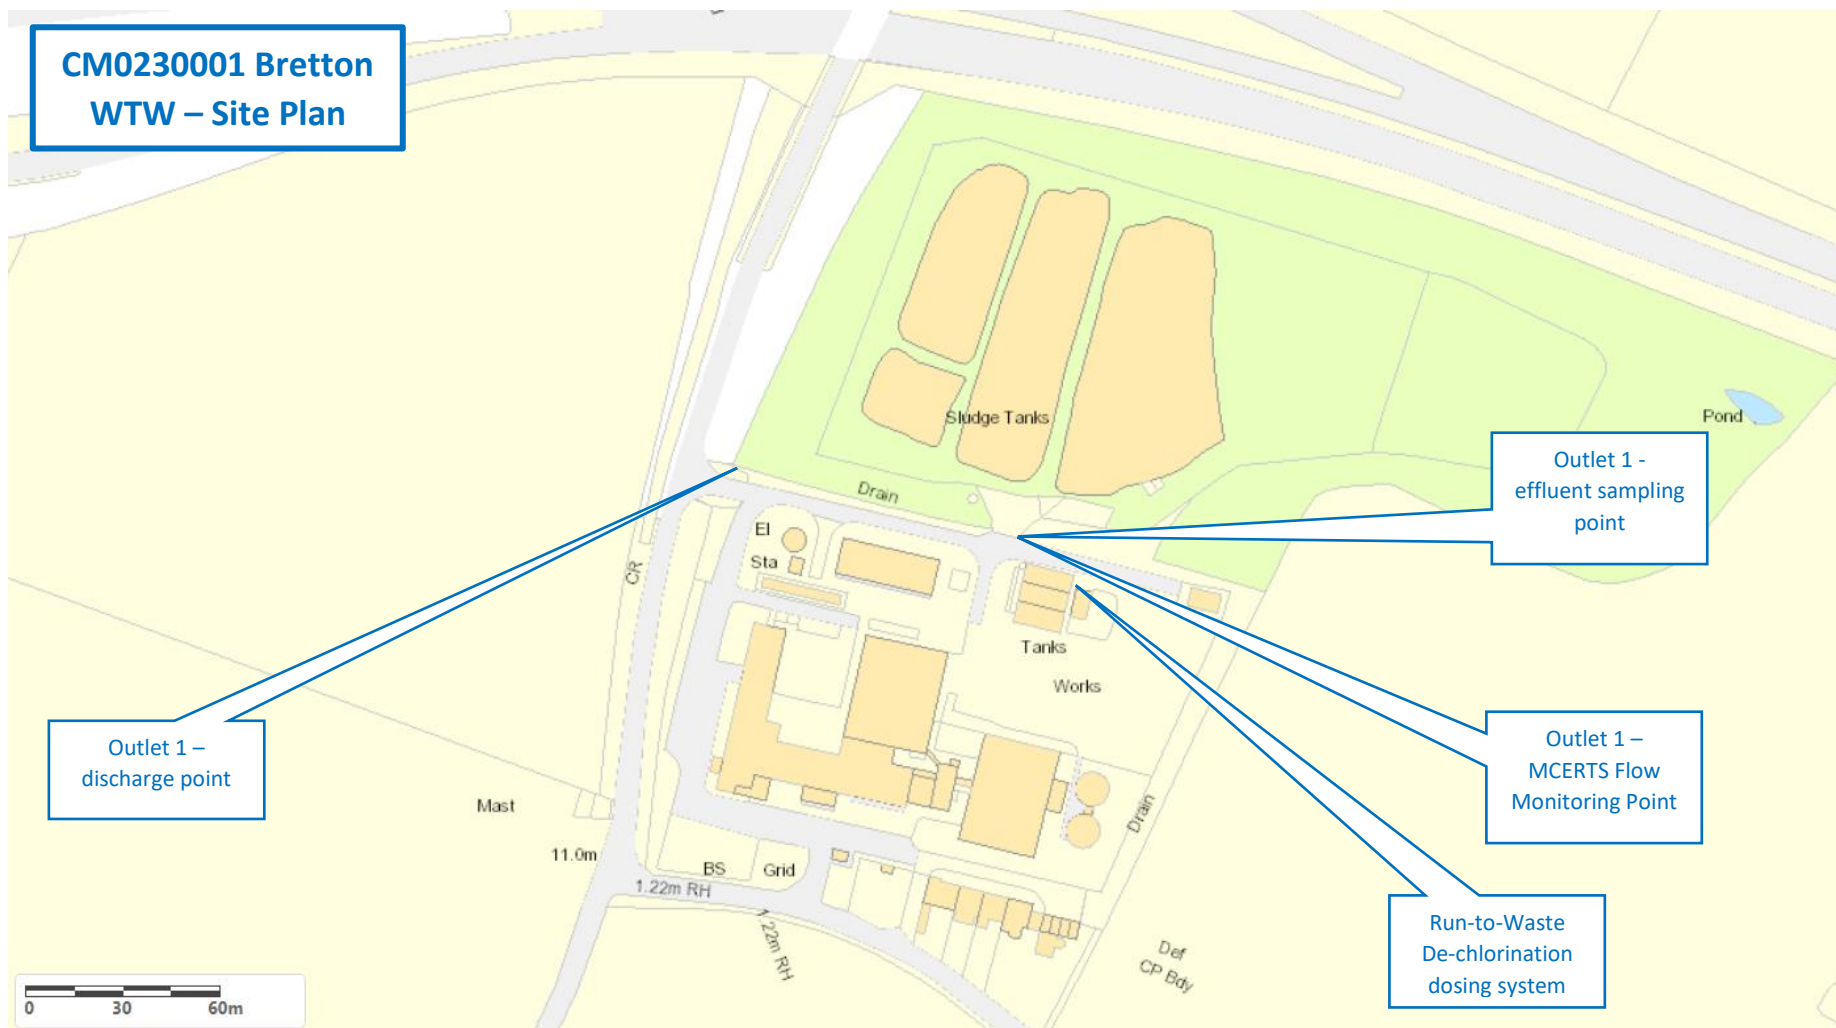 CM0230001 Bretton
WTW – Site Plan
Sludge Tanks
Pond
Outlet 1 -
effluent sampling
point
Drain
El
Sta
CR
Tanks
Works
Outlet 1 –
discharge point
Outlet 1 –
MCERTS Flow
Monitoring Point
Mast
Drain
11.0m
BS
Grid
1.22m RH
1.22m RH
Run-to-Waste
De-chlorination
dosing system
Def
CP Bdy
0
30
60m